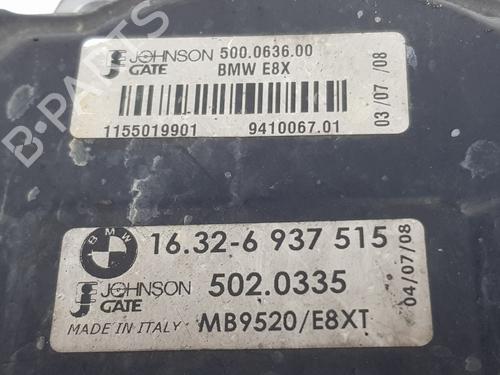 JOHNSON 500.0636.00
GATE BMW E8X
1155019901 9410067.01
03/07/08
BMW
16.32-6 937 515
JOHNSON 502.0335
GATE
MADE IN ITALY MB9520/E8XT
04/07/08
B-PARTS